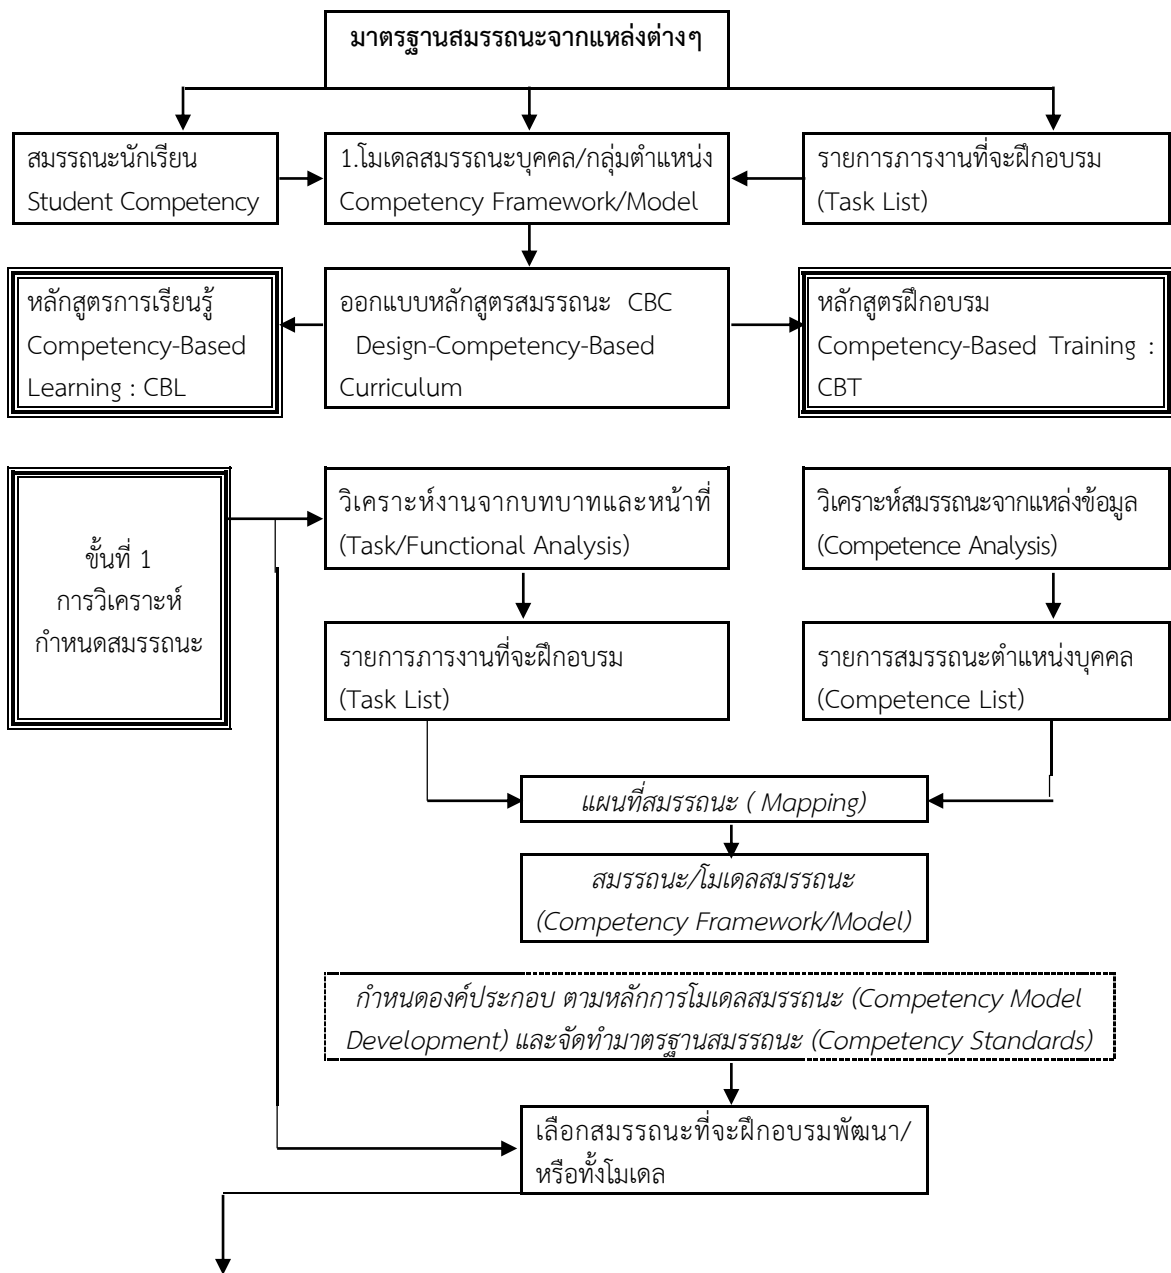 มาตรฐานสมรรถนะจากแหล่งต่างๆ
สมรรถนะนักเรียน
Student Competency
1.โมเดลสมรรถนะบุคคล/กลุ่มตำแหน่ง
Competency Framework/Model
รายการภารงานที่จะฝึกอบรม
(Task List)
หลักสูตรการเรียนรู้
Competency-Based
Learning : CBL
ออกแบบหลักสูตรสมรรถนะ CBC
Design-Competency-Based
Curriculum
หลักสูตรฝึกอบรม
Competency-Based Training :
CBT
ขั้นที่ 1
การวิเคราะห์
กำหนดสมรรถนะ
วิเคราะห์งานจากบทบาทและหน้าที่
(Task/Functional Analysis)
วิเคราะห์สมรรถนะจากแหล่งข้อมูล
(Competence Analysis)
รายการภารงานที่จะฝึกอบรม
(Task List)
รายการสมรรถนะตำแหน่งบุคคล
(Competence List)
แผนที่สมรรถนะ ( Mapping)
สมรรถนะ/โมเดลสมรรถนะ
(Competency Framework/Model)
กำหนดองค์ประกอบ ตามหลักการโมเดลสมรรถนะ (Competency Model
Development) และจัดทำมาตรฐานสมรรถนะ (Competency Standards)
เลือกสมรรถนะที่จะฝึกอบรมพัฒนา/
หรือทั้งโมเดล